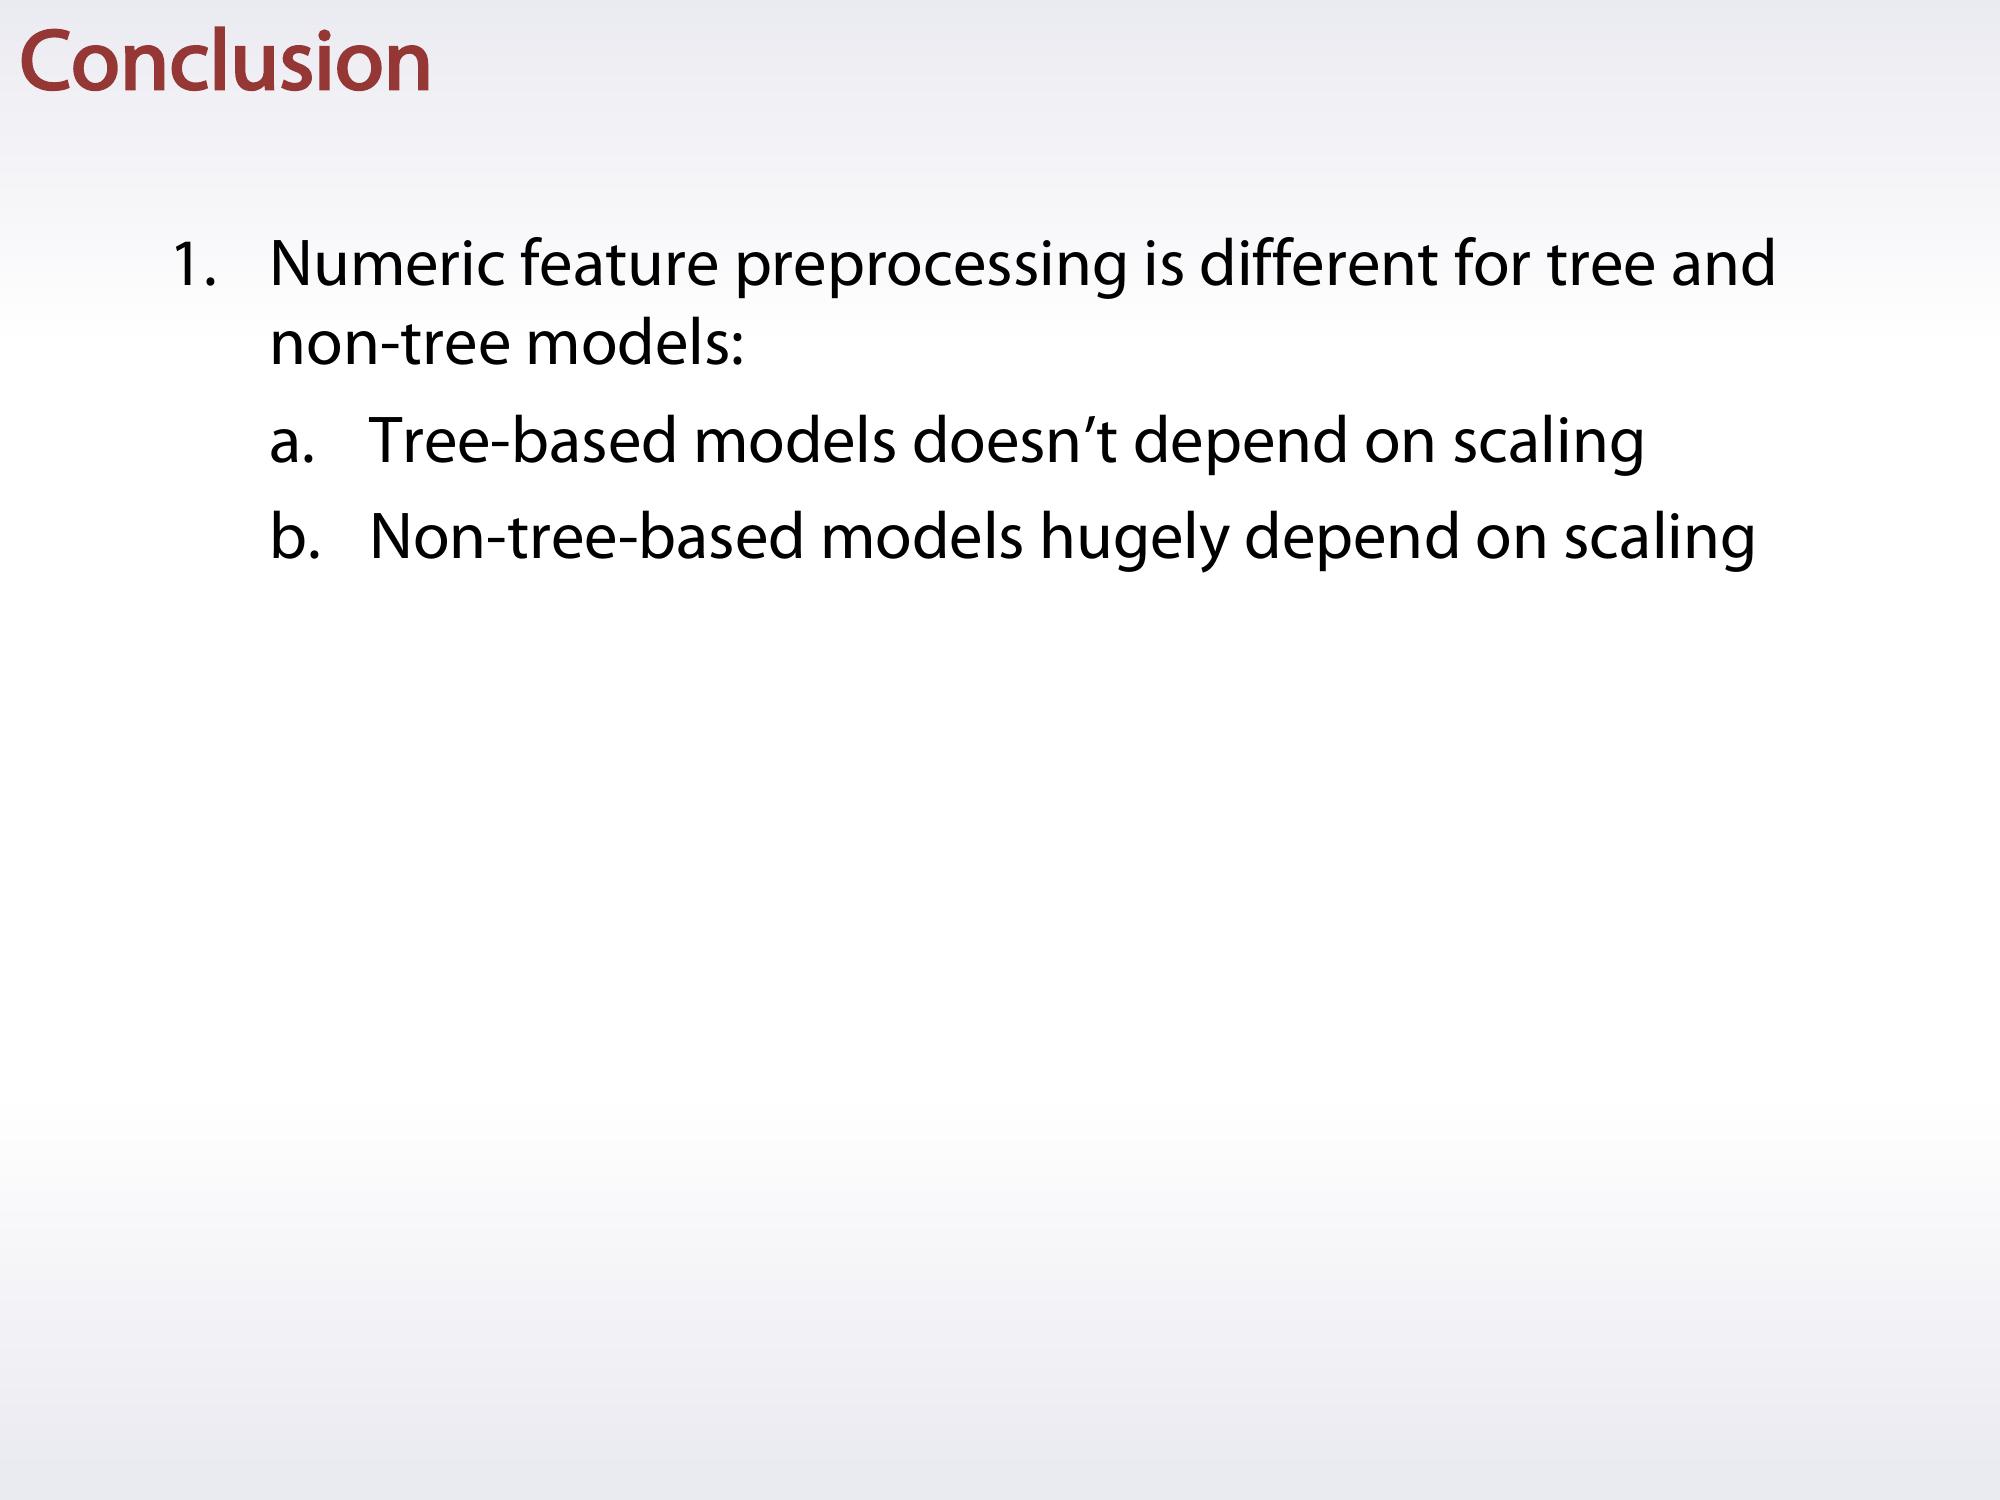 Conclusion
1. Numeric feature preprocessing is different for tree and
non-tree models:
a. Tree-based models doesn’t depend on scaling
b. Non-tree-based models hugely depend on scaling